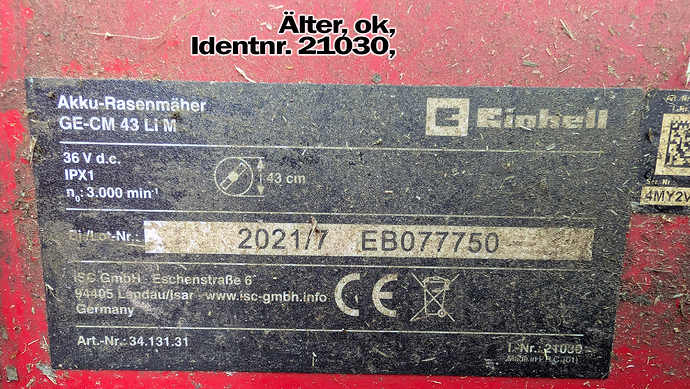 Älter, ok,
Identnr. 21030,
Akku-Rasenmäher
GE-CM 43 Li M
Einhell
36 V d.c.
IPX1
n₀: 3.000 min⁻¹
43 cm
2021/7 EB077750
ISC GmbH - Eschenstraße 6
94405 Landau/Isar - www.isc-gmbh.info
Germany
CE
Art.-Nr.: 34.131.31
I.-Nr.: 21030
4MY2V